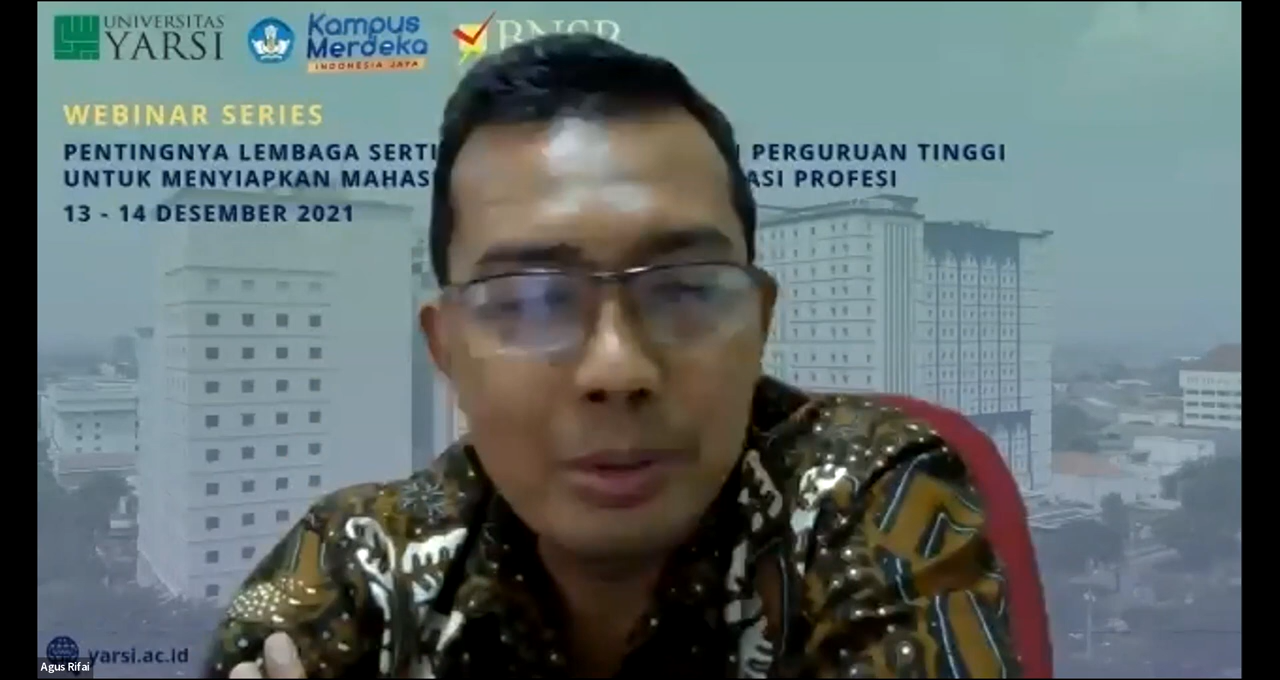 UNIVERSITAS
YARSI
Kampus
Merdeka
INDONESIA JAYA
BNSP
WEBINAR SERIES
PENTINGNYA LEMBAGA SERTI PERGURUAN TINGGI
UNTUK MENYIAPKAN MAHAS ASI PROFESI
13 - 14 DESEMBER 2021
yarsi.ac.id
Agus Rifai